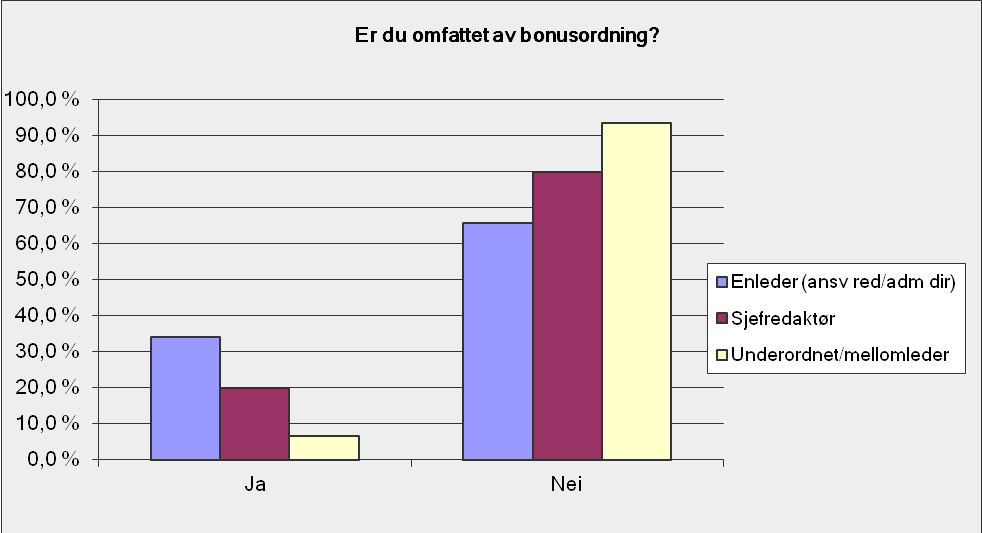 Er du omfattet av bonusordning?
100,0 %
90,0 %
80,0 %
70,0 %
60,0 %
50,0 %
40,0 %
30,0 %
20,0 %
10,0 %
0,0 %
Ja
Nei
Enleder (ansv red/adm dir)
Sjefredaktør
Underordnet/mellomleder